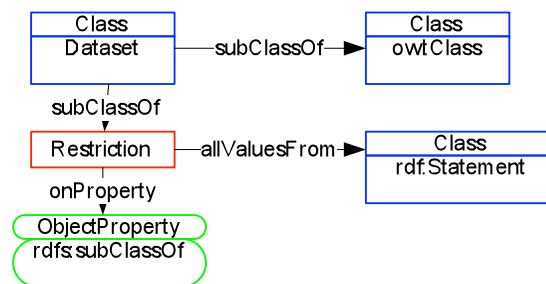 Class
Dataset
subClassOf
Class
owl:Class
subClassOf
Restriction
allValuesFrom
Class
rdf:Statement
onProperty
ObjectProperty
rdfs:subClassOf